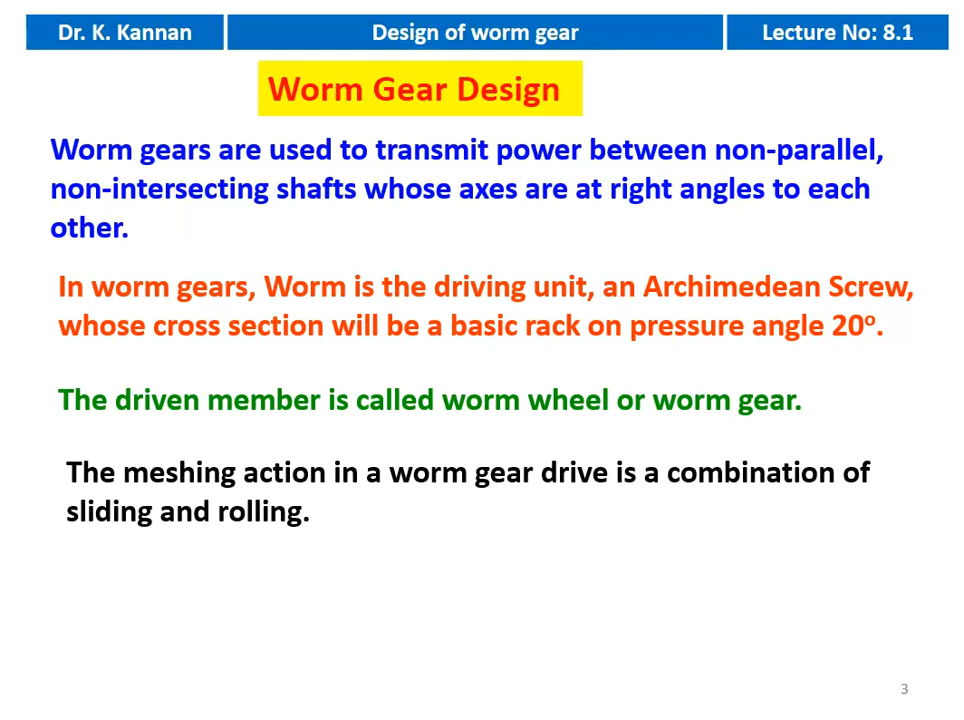 Dr. K. Kannan
Design of worm gear
Lecture No: 8.1
Worm Gear Design
Worm gears are used to transmit power between non-parallel,
non-intersecting shafts whose axes are at right angles to each
other.
In worm gears, Worm is the driving unit, an Archimedean Screw,
whose cross section will be a basic rack on pressure angle 20º.
The driven member is called worm wheel or worm gear.
The meshing action in a worm gear drive is a combination of
sliding and rolling.
3